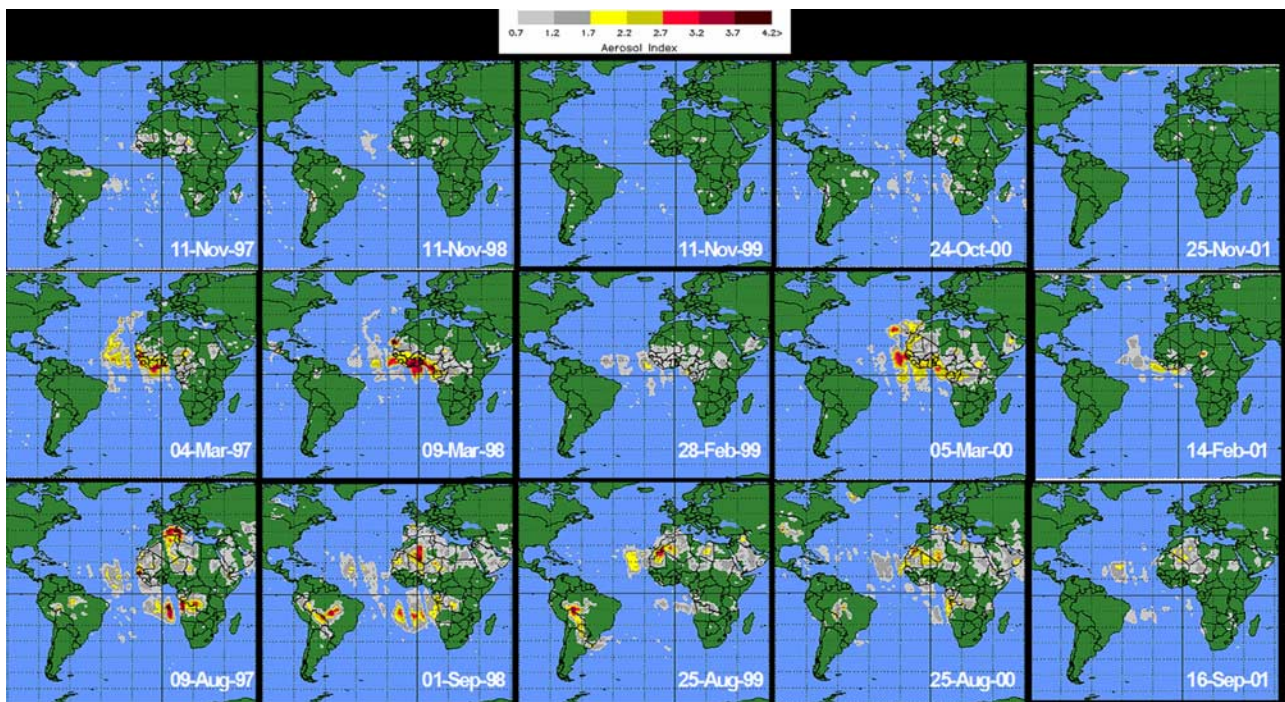 0.7 1.2 1.7 2.2 2.7 3.2 3.7 4.2>
Aerosol Index
11-Nov-97 11-Nov-98 11-Nov-99 24-Oct-00 25-Nov-01
04-Mar-97 09-Mar-98 28-Feb-99 05-Mar-00 14-Feb-01
09-Aug-97 01-Sep-98 25-Aug-99 25-Aug-00 16-Sep-01